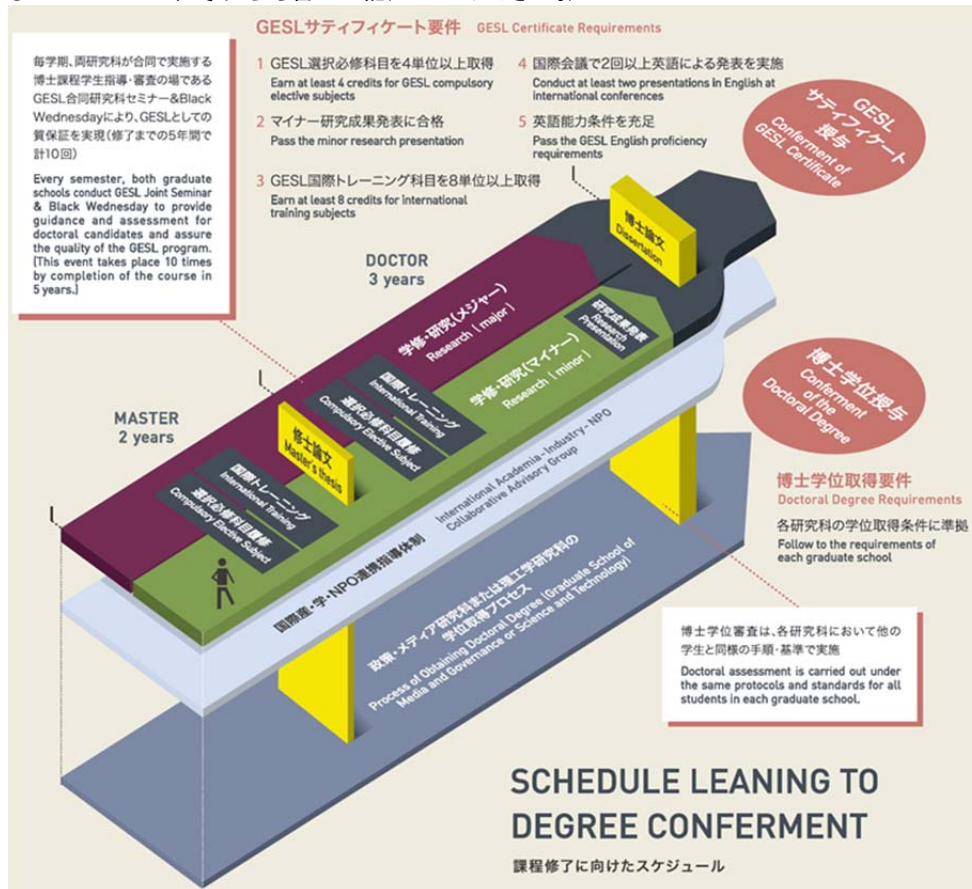 GESLサティフィケート要件 GESL Certificate Requirements
毎学期、両研究科が合同で実施する
博士課程学生指導・審査の場である
GESL合同研究科セミナー&Black
Wednesdayにより、GESLとしての
質保証を実現(修了までの5年間で
計10回)
Every semester, both graduate
schools conduct GESL Joint Seminar
& Black Wednesday to provide
guidance and assessment for
doctoral candidates and assure
the quality of the GESL program.
(This event takes place 10 times
by completion of the course in
5 years.)
1 GESL選択必修科目を4単位以上取得
Earn at least 4 credits for GESL compulsory
elective subjects
2 マイナー研究成果発表に合格
Pass the minor research presentation
3 GESL国際トレーニング科目を8単位以上取得
Earn at least 8 credits for international
training subjects
4 国際会議で2回以上英語による発表を実施
Conduct at least two presentations in English at
international conferences
5 英語能力条件を充足
Pass the GESL English proficiency
requirements
GESL
サティフィケート
授与
Conferment of
GESL Certificate
博士論文
Dissertation
DOCTOR
3 years
学修・研究(メジャー)
Research (major)
研究成果発表
Research
Presentation
学修・研究(マイナー)
Research (minor)
国際トレーニング
International Training
選択必修科目履修
Compulsory Elective Subject
MASTER
2 years
修士論文
Master's thesis
国際トレーニング
International Training
選択必修科目履修
Compulsory Elective Subject
国際産・学・NPO連携指導体制
International Academia-Industry-NPO
Collaborative Advisory Group
博士学位授与
Conferment
of the
Doctoral Degree
博士学位取得要件
Doctoral Degree Requirements
各研究科の学位取得条件に準拠
Follow to the requirements of
each graduate school
政策・メディア研究科または理工学研究科の
学位取得プロセス
Process of Obtaining Doctoral Degree (Graduate School of
Media and Governance or Science and Technology)
博士学位審査は、各研究科において他の
学生と同様の手順・基準で実施
Doctoral assessment is carried out under
the same protocols and standards for all
students in each graduate school.
SCHEDULE LEANING TO
DEGREE CONFERMENT
課程修了に向けたスケジュール